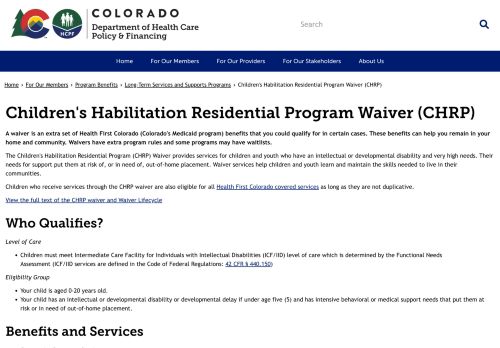 COLORADO
Department of Health Care
Policy & Financing
HCPF
Search
Home
For Our Members
For Our Providers
For Our Stakeholders
About Us
Home › For Our Members › Program Benefits › Long-Term Services and Supports Programs › Children's Habilitation Residential Program Waiver (CHRP)
Children's Habilitation Residential Program Waiver (CHRP)
A waiver is an extra set of Health First Colorado (Colorado's Medicaid program) benefits that you could qualify for in certain cases. These benefits can help you remain in
your home and community. Waivers have extra program rules and some programs may have waitlists.
The Children's Habilitation Residential Program (CHRP) Waiver provides services for children and youth who have an intellectual or developmental disability and very high needs. Their
needs for support put them at risk of, or in need of, out-of-home placement. Waiver services help children and youth learn and maintain the skills needed to live in their
communities.
Children who receive services through the CHRP waiver are also eligible for all Health First Colorado covered services as long as they are not duplicative.
View the full text of the CHRP waiver and Waiver Lifecycle
Who Qualifies?
Level of Care
• Children must meet Intermediate Care Facility for Individuals with Intellectual Disabilities (ICF/IID) level of care which is determined by the Functional Needs
Assessment (ICF/IID services are defined in the Code of Federal Regulations: 42 CFR § 440.150)
Eligibility Group
• Your child is aged 0-20 years old.
• Your child has an intellectual or developmental disability or developmental delay if under age five (5) and has intensive behavioral or medical support needs that put them at
risk or in need of out-of-home placement.
Benefits and Services